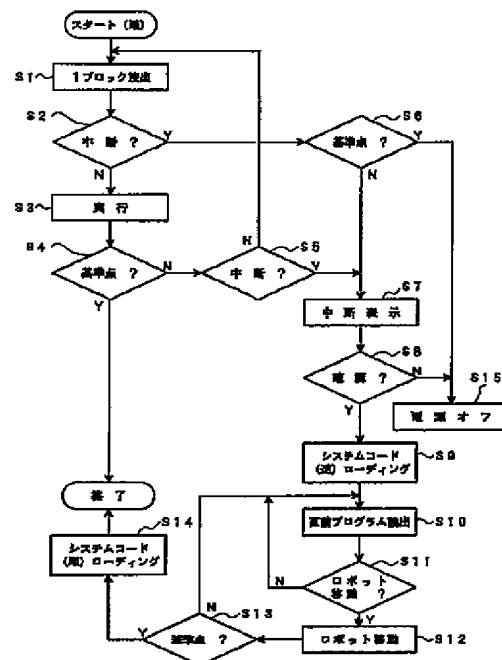 スタート（順）
S1
1ブロック読出
S2
中 断 ？
Y
N
S3
実 行
S4
基準点 ？
N
Y
S5
中 断 ？
N
Y
S6
基準点 ？
Y
N
S7
中 断 表 示
S8
電 源 ？
N
Y
S15
電 源 オ フ
S9
システムコード
（逆）ローディング
S10
直前プログラム読出
S11
ロボット
移動 ？
N
Y
S12
ロボット移動
S13
基準点 ？
N
Y
S14
システムコード
（順）ローディング
終 了